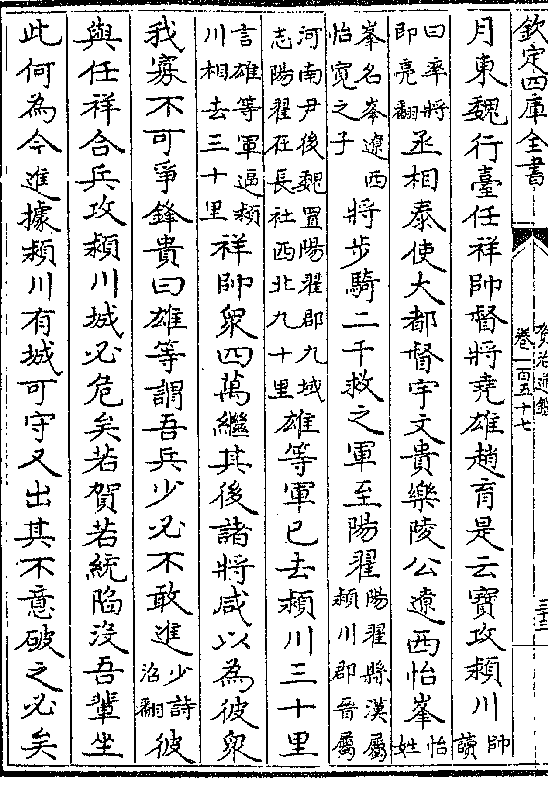 欽定四庫全書
資治通鑑
卷一百五十七
月東魏行臺任祥帥督將堯雄趙育是云寶攻頴川帥讀
曰率將即亮翻丞相泰使大都督宇文貴樂陵公遼西怡峯怡姓
峯名峯遼西怡寛之子將步騎二千救之軍至陽翟陽翟縣漢屬頴川郡晉屬
河南尹後魏置陽翟郡九域志陽翟在長社西北九十里雄等軍已去頴川三十里
言雄等軍逼頴川相去三十里祥帥衆四萬繼其後諸將咸以為彼衆
我寡不可爭鋒貴曰雄等謂吾兵少必不敢進少詩沼翻彼
與任祥合兵攻頴川城必危矣若賀若統陷沒吾輩坐
此何為今進據頴川有城可守又出其不意破之必矣